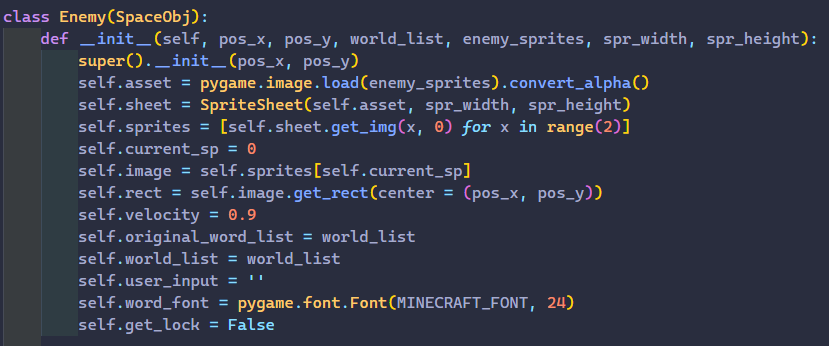 class Enemy(SpaceObj):
    def __init__(self, pos_x, pos_y, world_list, enemy_sprites, spr_width, spr_height):
        super().__init__(pos_x, pos_y)
        self.asset = pygame.image.load(enemy_sprites).convert_alpha()
        self.sheet = SpriteSheet(self.asset, spr_width, spr_height)
        self.sprites = [self.sheet.get_img(x, 0) for x in range(2)]
        self.current_sp = 0
        self.image = self.sprites[self.current_sp]
        self.rect = self.image.get_rect(center = (pos_x, pos_y))
        self.velocity = 0.9
        self.original_word_list = world_list
        self.world_list = world_list
        self.user_input = ''
        self.word_font = pygame.font.Font(MINECRAFT_FONT, 24)
        self.get_lock = False